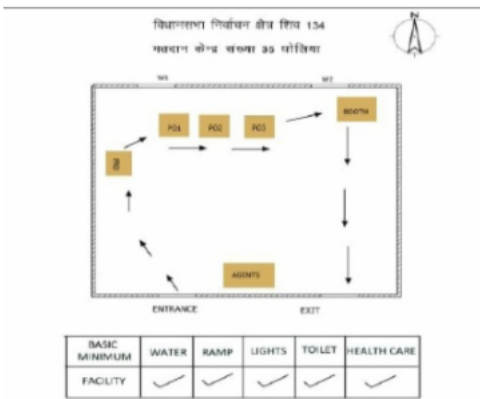 N
विधानसभा निर्वाचन क्षेत्र शिव 134
मतदान केन्द्र संख्या 35 धोलिया
W1 W2
PO1 PO2 PO3 BOOTH
PRO
AGENTS
ENTRANCE EXIT
BASIC MINIMUM WATER RAMP LIGHTS TOILET HEALTH CARE
FACILITY